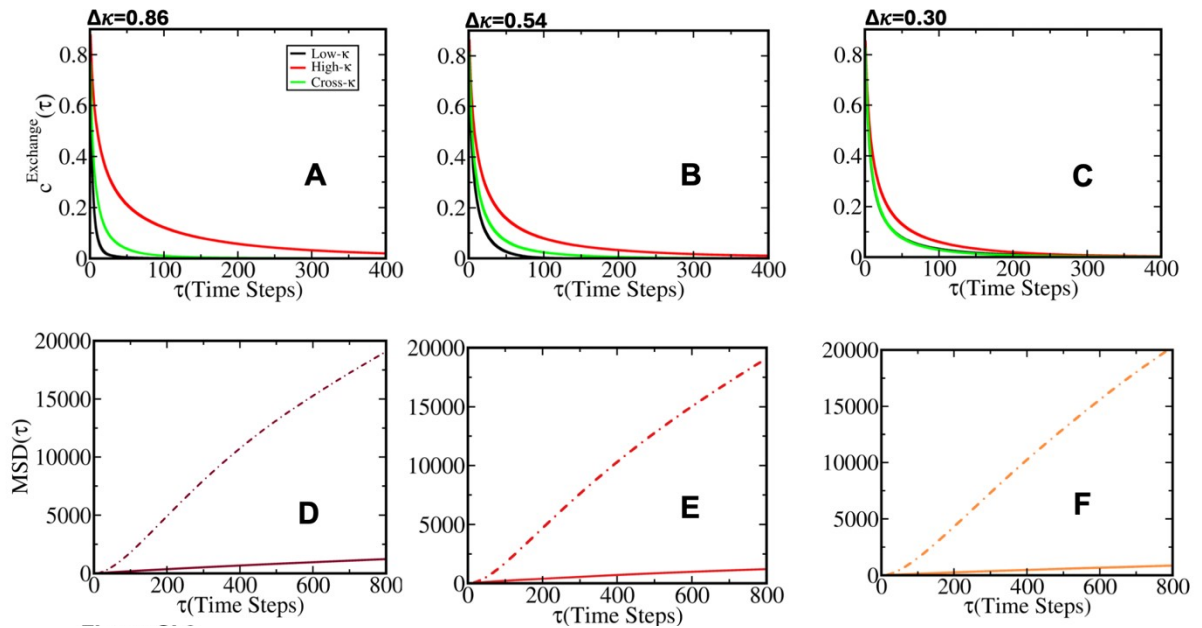 Δκ=0.86
Δκ=0.54
Δκ=0.30
0.8
0.6
0.4
0.2
0
c^Exchange(τ)
Low-κ
High-κ
Cross-κ
A
0 100 200 300 400
τ(Time Steps)
0.8
0.6
0.4
0.2
0
B
0 100 200 300 400
τ(Time Steps)
0.8
0.6
0.4
0.2
0
C
0 100 200 300 400
τ(Time Steps)
20000
15000
10000
5000
0
MSD(τ)
D
0 200 400 600 800
τ(Time Steps)
20000
15000
10000
5000
0
E
0 200 400 600 800
τ(Time Steps)
20000
15000
10000
5000
0
F
0 200 400 600 800
τ(Time Steps)